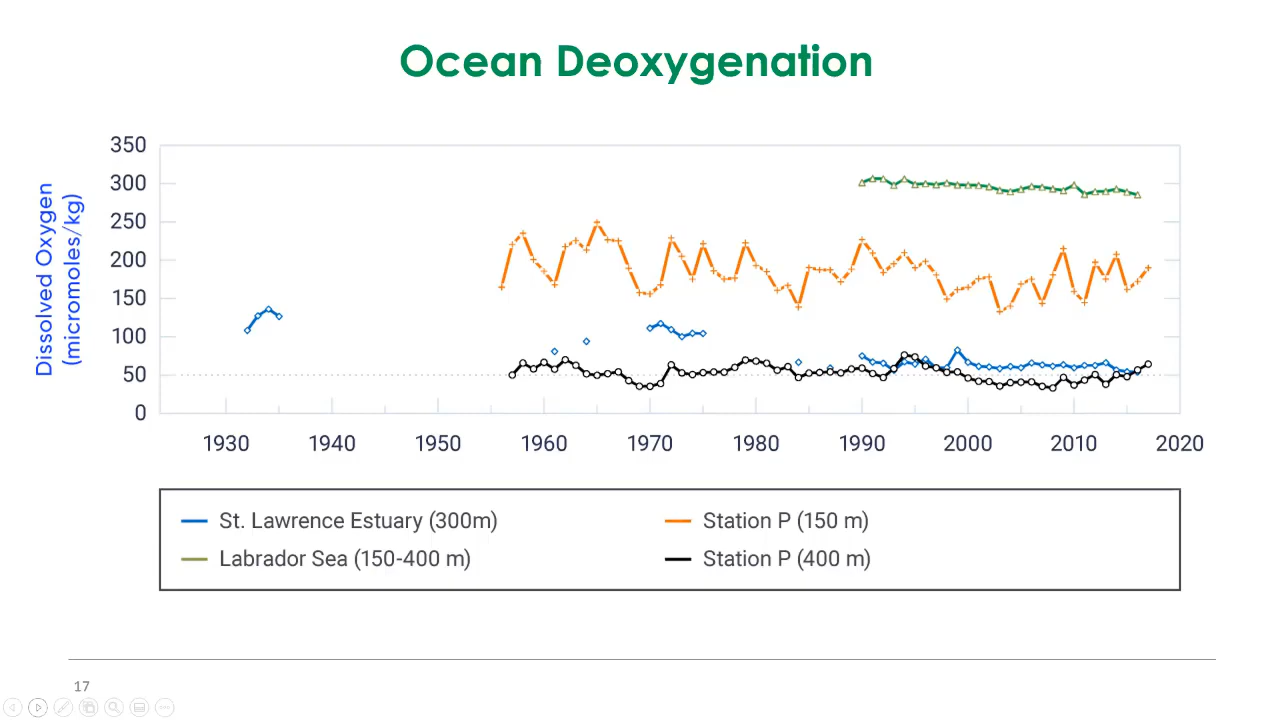 Ocean Deoxygenation
Dissolved Oxygen
(micromoles/kg)
350
300
250
200
150
100
50
0
1930 1940 1950 1960 1970 1980 1990 2000 2010 2020
St. Lawrence Estuary (300m)
Station P (150 m)
Labrador Sea (150-400 m)
Station P (400 m)
17